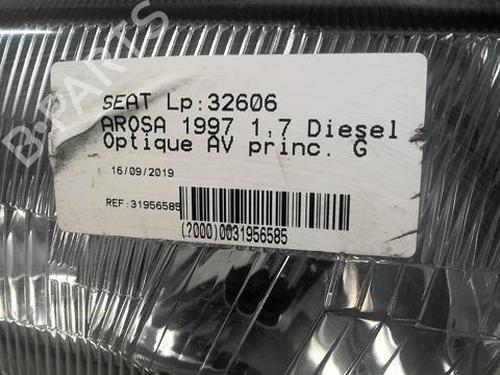 SEAT Lp:32606
AROSA 1997 1,7 Diesel
Optique AV princ. G
16/09/2019
REF:31956585
(?000)0031956585
B-PARTS